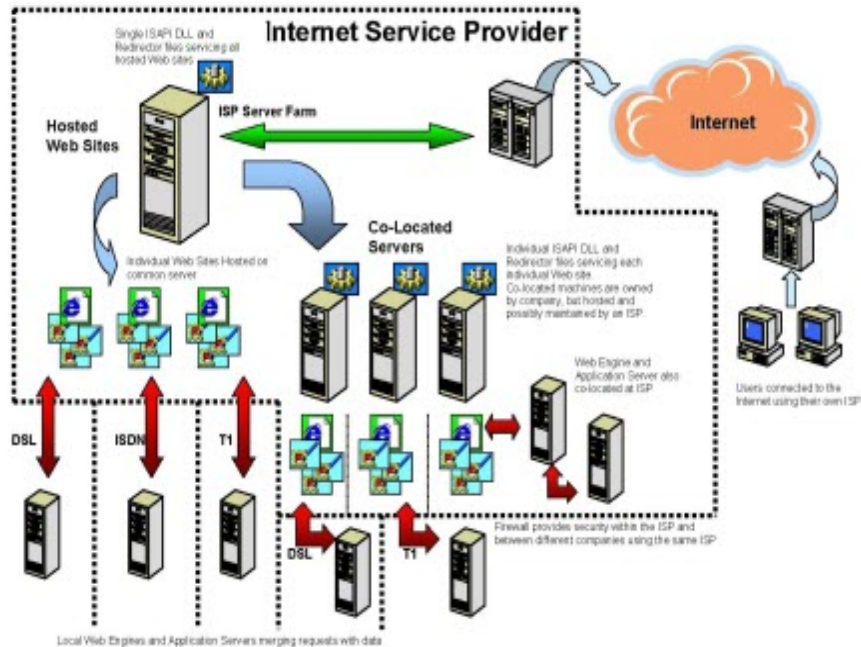 Internet Service Provider
Single ISAPI DLL and
Redirector files servicing all
hosted Web sites
ISP Server Farm
Hosted
Web Sites
Internet
Co-Located
Servers
Individual Web Sites Hosted on
common server
Individual ISAPI DLL and
Redirector files servicing each
individual Web site.
Co-located machines are owned
by company, but hosted and
possibly maintained by an ISP.
Web Engine and
Application Server also
co-located at ISP
Users connected to the
Internet using their own ISP
DSL
ISDN
T1
DSL
T1
Firewall provides security within the ISP and
between different companies using the same ISP
Local Web Engines and Application Servers merging requests with data